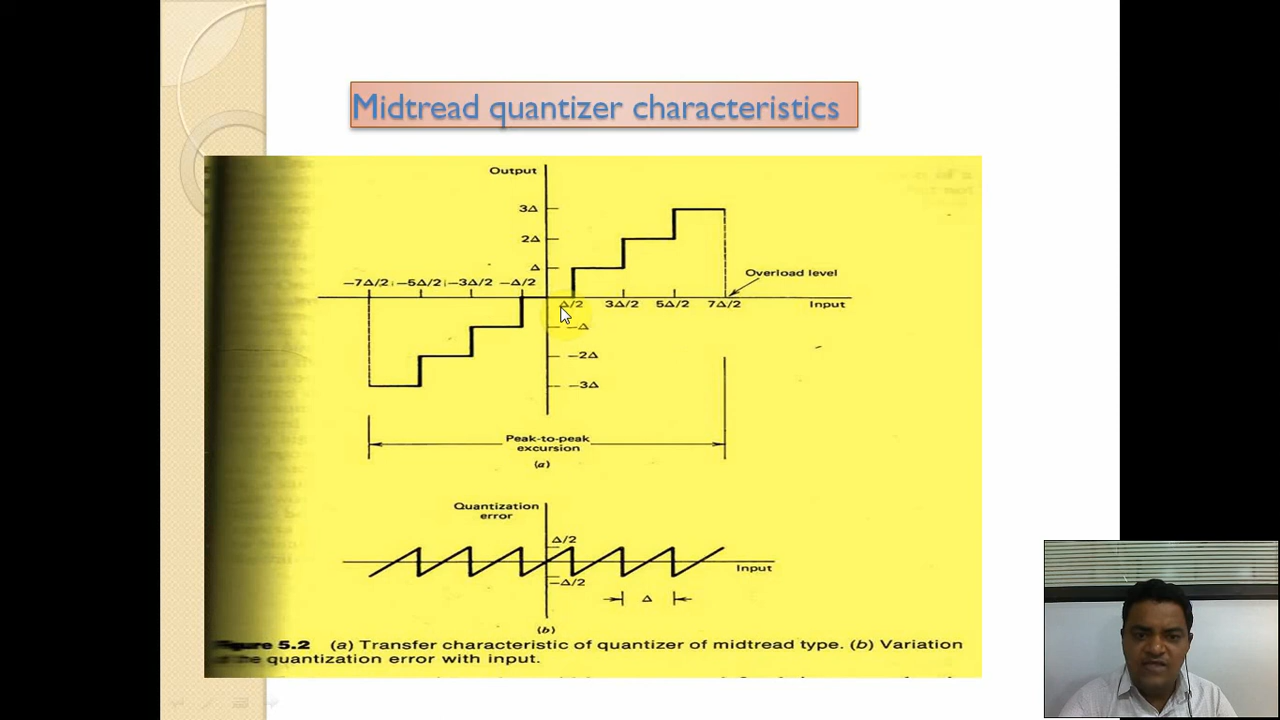 Midtread quantizer characteristics
Output
3Δ
2Δ
Δ
−7Δ/2 −5Δ/2 −3Δ/2 −Δ/2
Overload level
Δ/2 3Δ/2 5Δ/2 7Δ/2 Input
−Δ
−2Δ
−3Δ
Peak-to-peak
excursion
(a)
Quantization
error
Δ/2
Input
−Δ/2
Δ
(b)
Figure 5.2 (a) Transfer characteristic of quantizer of midtread type. (b) Variation
the quantization error with input.